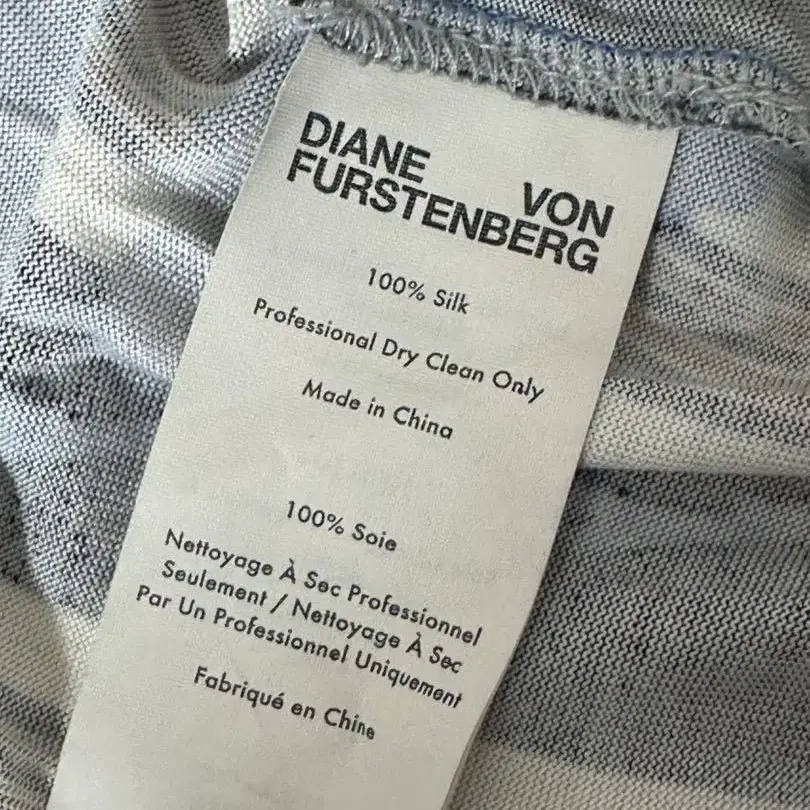 DIANE VON
FURSTENBERG
100% Silk
Professional Dry Clean Only
Made in China
100% Soie
Nettoyage À Sec Professionnel
Seulement / Nettoyage À Sec
Par Un Professionnel Uniquement
Fabriqué en Chine